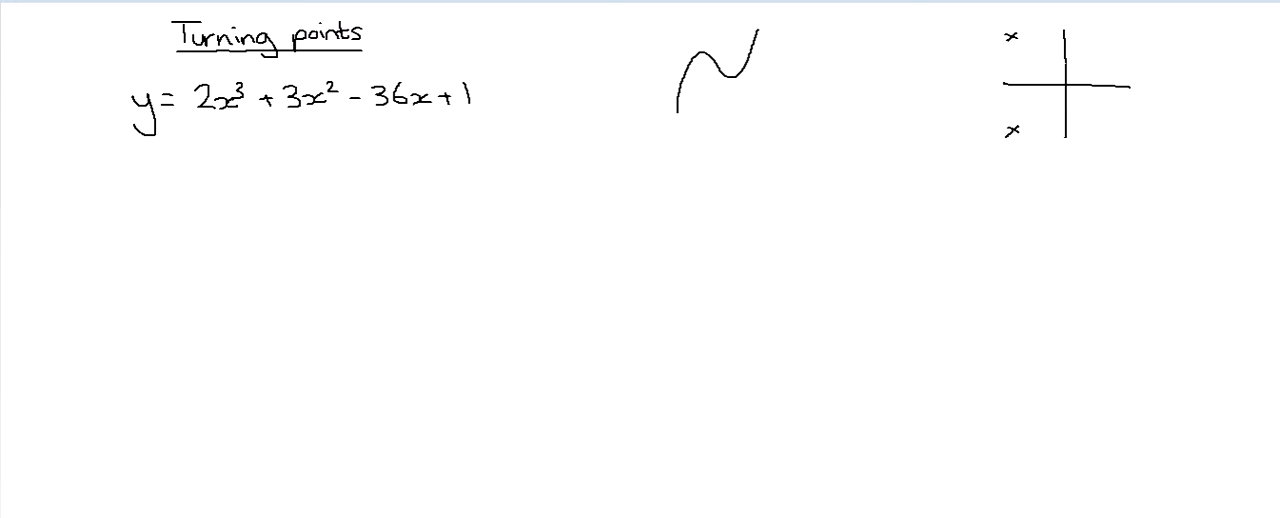 Turning points
y = 2x³ + 3x² - 36x + 1
x
x